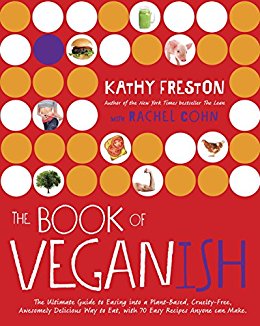 KATHY FRESTON
Author of the New York Times bestseller The Lean
WITH RACHEL COHN
THE BOOK OF
VEGANISH
The Ultimate Guide to Easing into a Plant-Based, Cruelty-Free,
Awesomely Delicious Way to Eat, with 70 Easy Recipes Anyone can Make.